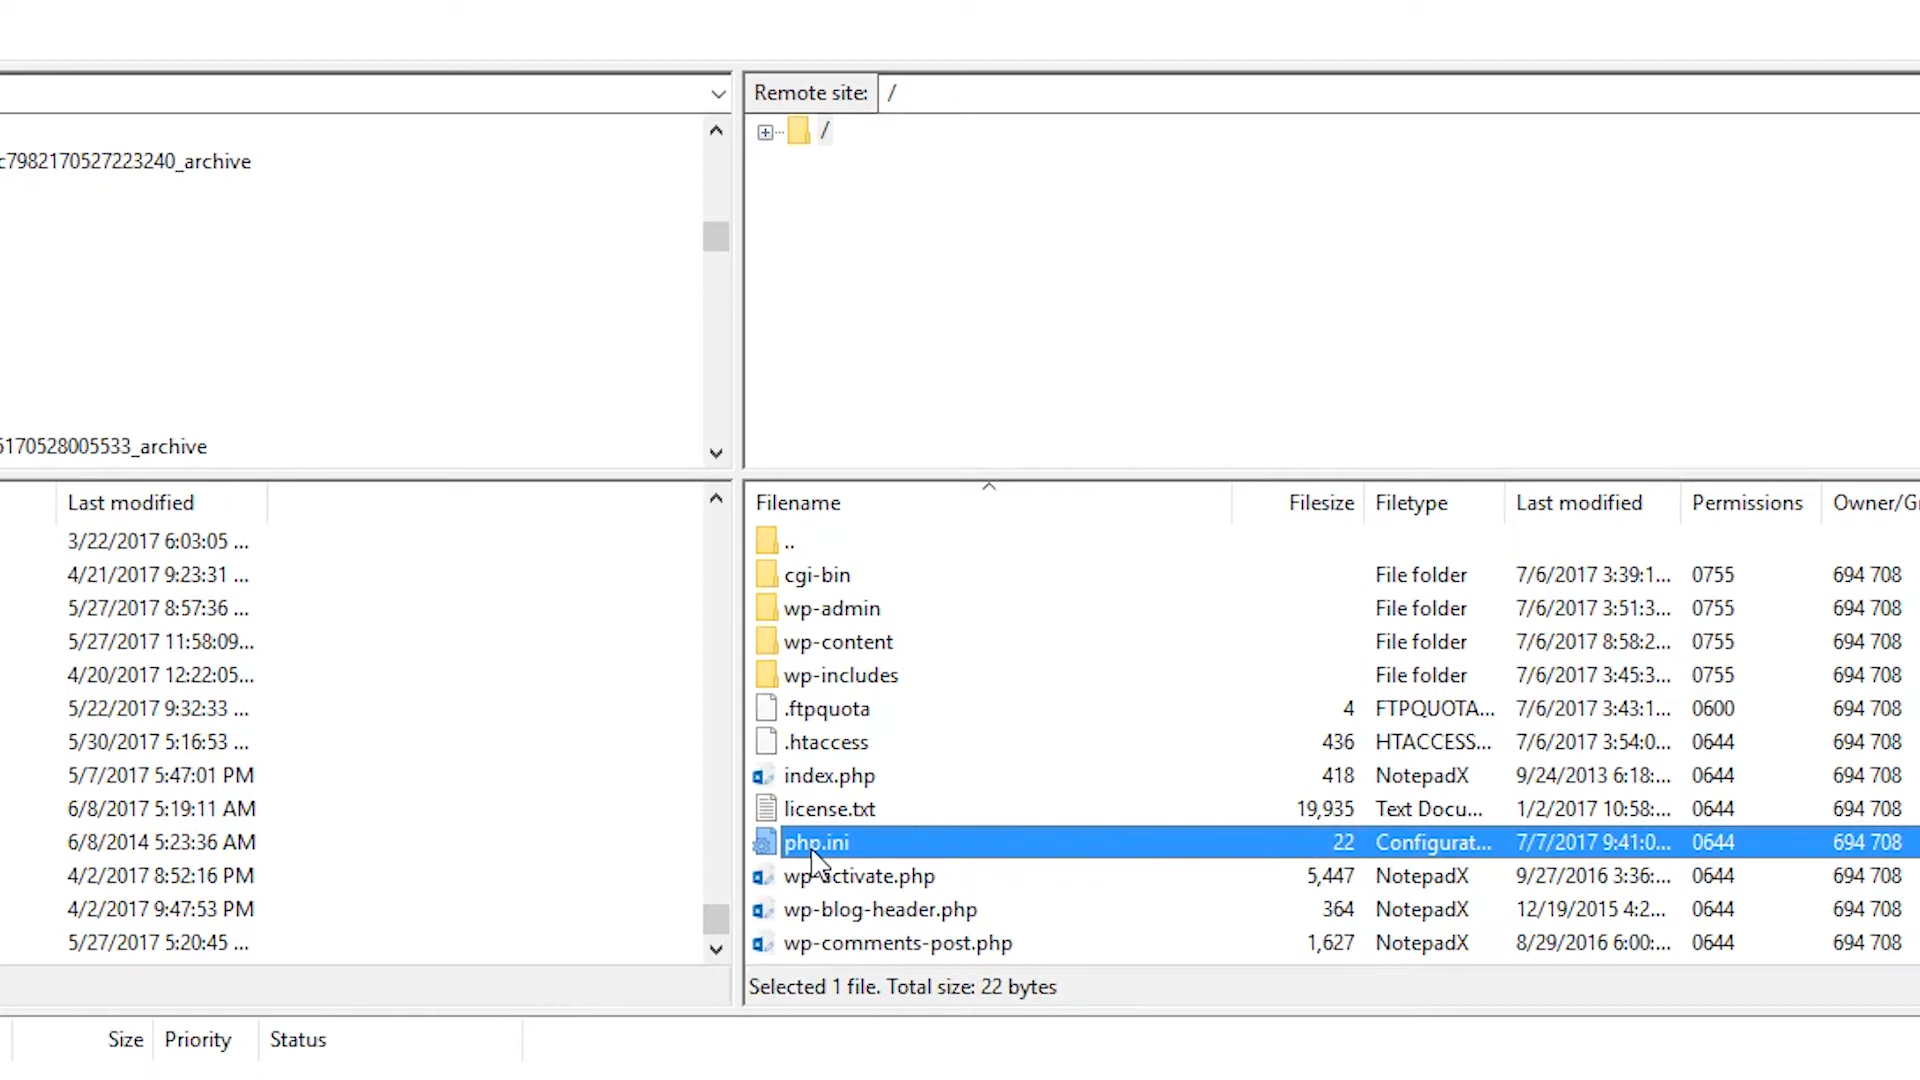 Remote site: /
/
c7982170527223240_archive
5170528005533_archive
Last modified
3/22/2017 6:03:05 ...
4/21/2017 9:23:31 ...
5/27/2017 8:57:36 ...
5/27/2017 11:58:09...
4/20/2017 12:22:05...
5/22/2017 9:32:33 ...
5/30/2017 5:16:53 ...
5/7/2017 5:47:01 PM
6/8/2017 5:19:11 AM
6/8/2014 5:23:36 AM
4/2/2017 8:52:16 PM
4/2/2017 9:47:53 PM
5/27/2017 5:20:45 ...
Filename Filesize Filetype Last modified Permissions Owner/Gr
..
cgi-bin File folder 7/6/2017 3:39:1... 0755 694 708
wp-admin File folder 7/6/2017 3:51:3... 0755 694 708
wp-content File folder 7/6/2017 8:58:2... 0755 694 708
wp-includes File folder 7/6/2017 3:45:3... 0755 694 708
.ftpquota 4 FTPQUOTA... 7/6/2017 3:43:1... 0600 694 708
.htaccess 436 HTACCESS... 7/6/2017 3:54:0... 0644 694 708
index.php 418 NotepadX 9/24/2013 6:18:... 0644 694 708
license.txt 19,935 Text Docu... 1/2/2017 10:58:... 0644 694 708
php.ini 22 Configurat... 7/7/2017 9:41:0... 0644 694 708
wp-activate.php 5,447 NotepadX 9/27/2016 3:36:... 0644 694 708
wp-blog-header.php 364 NotepadX 12/19/2015 4:2... 0644 694 708
wp-comments-post.php 1,627 NotepadX 8/29/2016 6:00:... 0644 694 708
Selected 1 file. Total size: 22 bytes
Size Priority Status